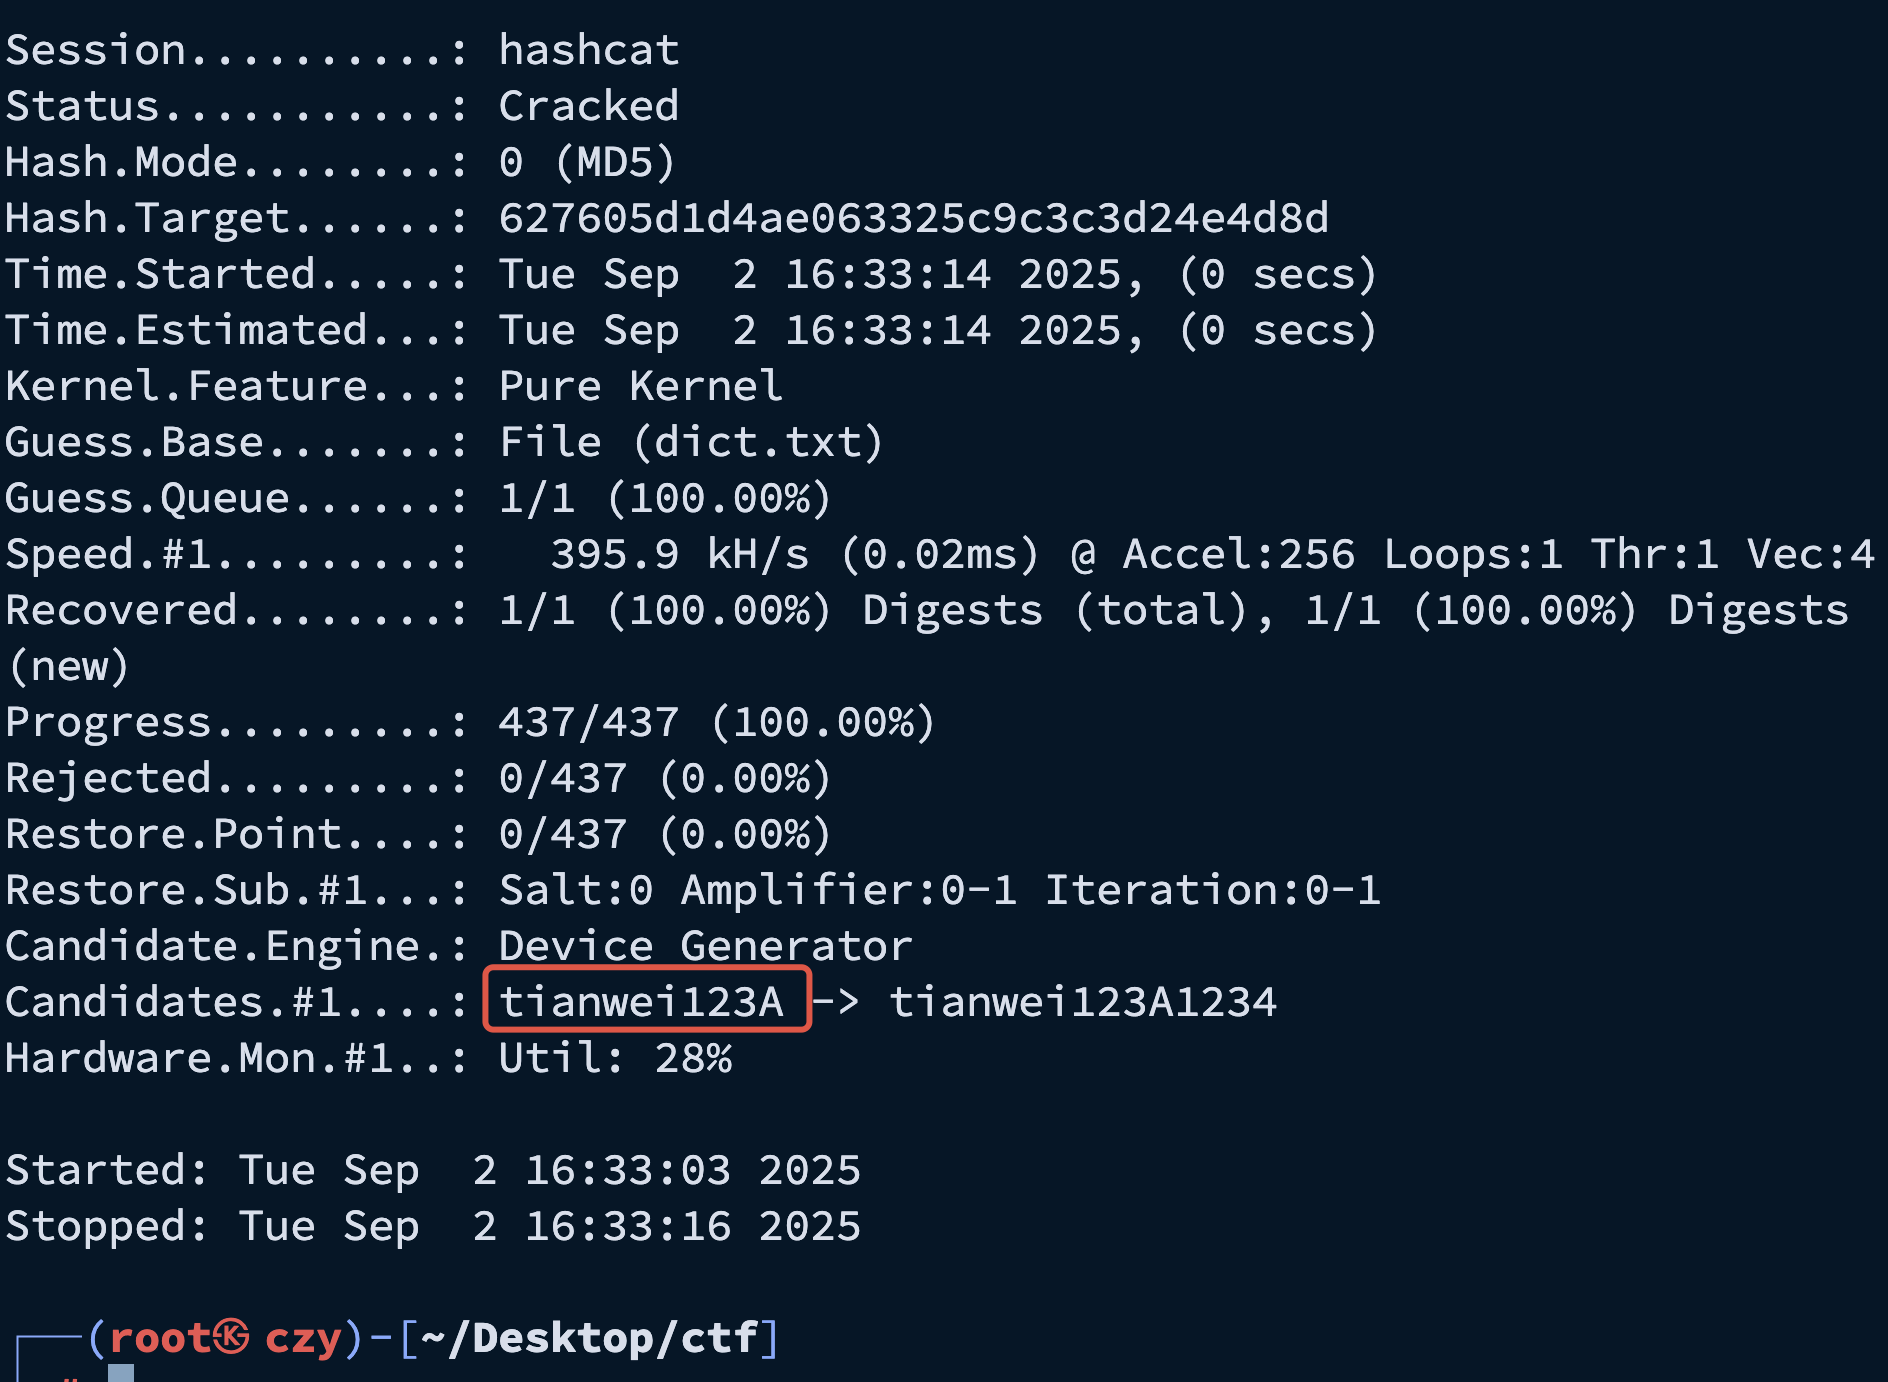 Session..........: hashcat
Status...........: Cracked
Hash.Mode........: 0 (MD5)
Hash.Target......: 627605d1d4ae063325c9c3c3d24e4d8d
Time.Started.....: Tue Sep  2 16:33:14 2025, (0 secs)
Time.Estimated...: Tue Sep  2 16:33:14 2025, (0 secs)
Kernel.Feature...: Pure Kernel
Guess.Base.......: File (dict.txt)
Guess.Queue......: 1/1 (100.00%)
Speed.#1.........:   395.9 kH/s (0.02ms) @ Accel:256 Loops:1 Thr:1 Vec:4
Recovered........: 1/1 (100.00%) Digests (total), 1/1 (100.00%) Digests
(new)
Progress.........: 437/437 (100.00%)
Rejected.........: 0/437 (0.00%)
Restore.Point....: 0/437 (0.00%)
Restore.Sub.#1...: Salt:0 Amplifier:0-1 Iteration:0-1
Candidate.Engine.: Device Generator
Candidates.#1....: tianwei123A -> tianwei123A1234
Hardware.Mon.#1..: Util: 28%
Started: Tue Sep  2 16:33:03 2025
Stopped: Tue Sep  2 16:33:16 2025
┌──(root㉿czy)-[~/Desktop/ctf]